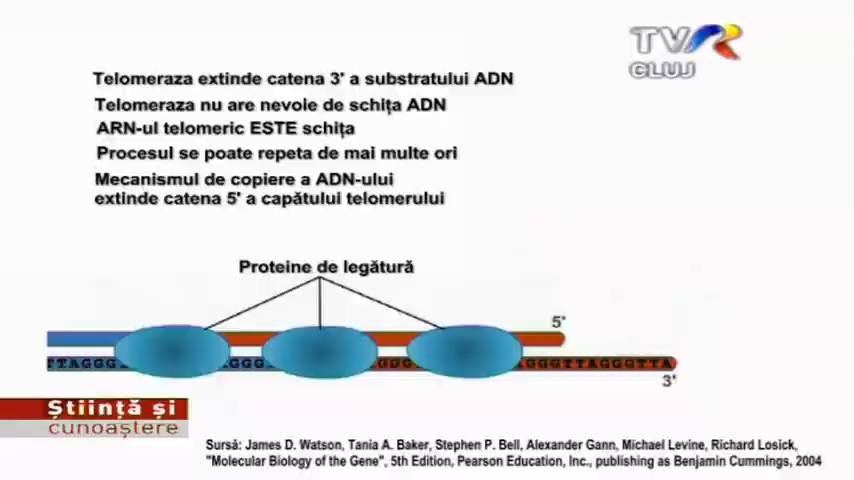 TVR
CLUJ
Telomeraza extinde catena 3' a substratului ADN
Telomeraza nu are nevoie de schița ADN
ARN-ul telomeric ESTE schița
Procesul se poate repeta de mai multe ori
Mecanismul de copiere a ADN-ului
extinde catena 5' a capătului telomerului
Proteine de legătură
5'
TTAGGG GGG GGG GGGTTAGGGTTA
3'
Știință și
cunoaștere
Sursă: James D. Watson, Tania A. Baker, Stephen P. Bell, Alexander Gann, Michael Levine, Richard Losick,
"Molecular Biology of the Gene", 5th Edition, Pearson Education, Inc., publishing as Benjamin Cummings, 2004